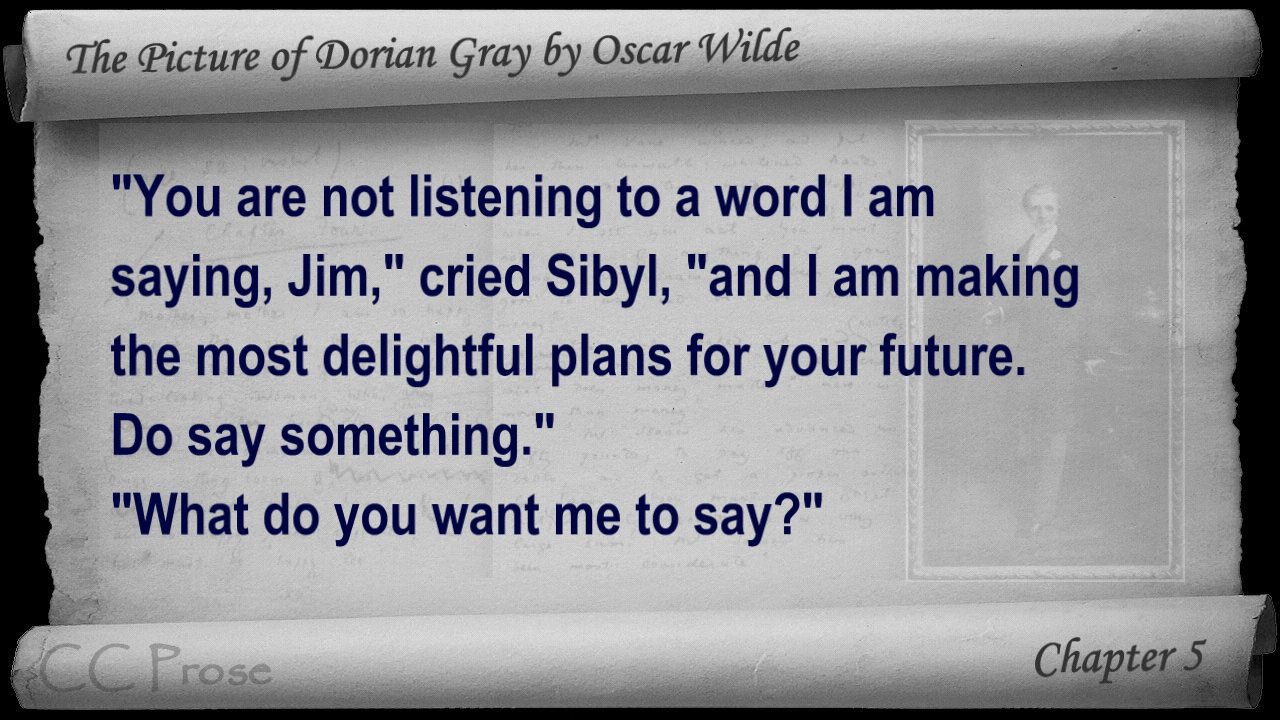 The Picture of Dorian Gray by Oscar Wilde
"You are not listening to a word I am
saying, Jim," cried Sibyl, "and I am making
the most delightful plans for your future.
Do say something."
"What do you want me to say?"
CC Prose
Chapter 5